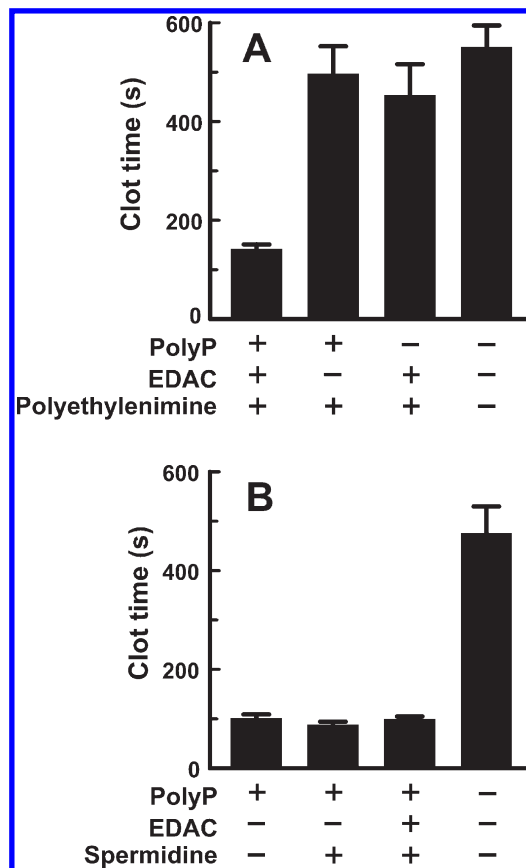 600
A
400
Clot time (s)
200
0
PolyP + + − −
EDAC + − + −
Polyethylenimine + + + −
600
B
400
Clot time (s)
200
0
PolyP + + + −
EDAC − − + −
Spermidine − + + −